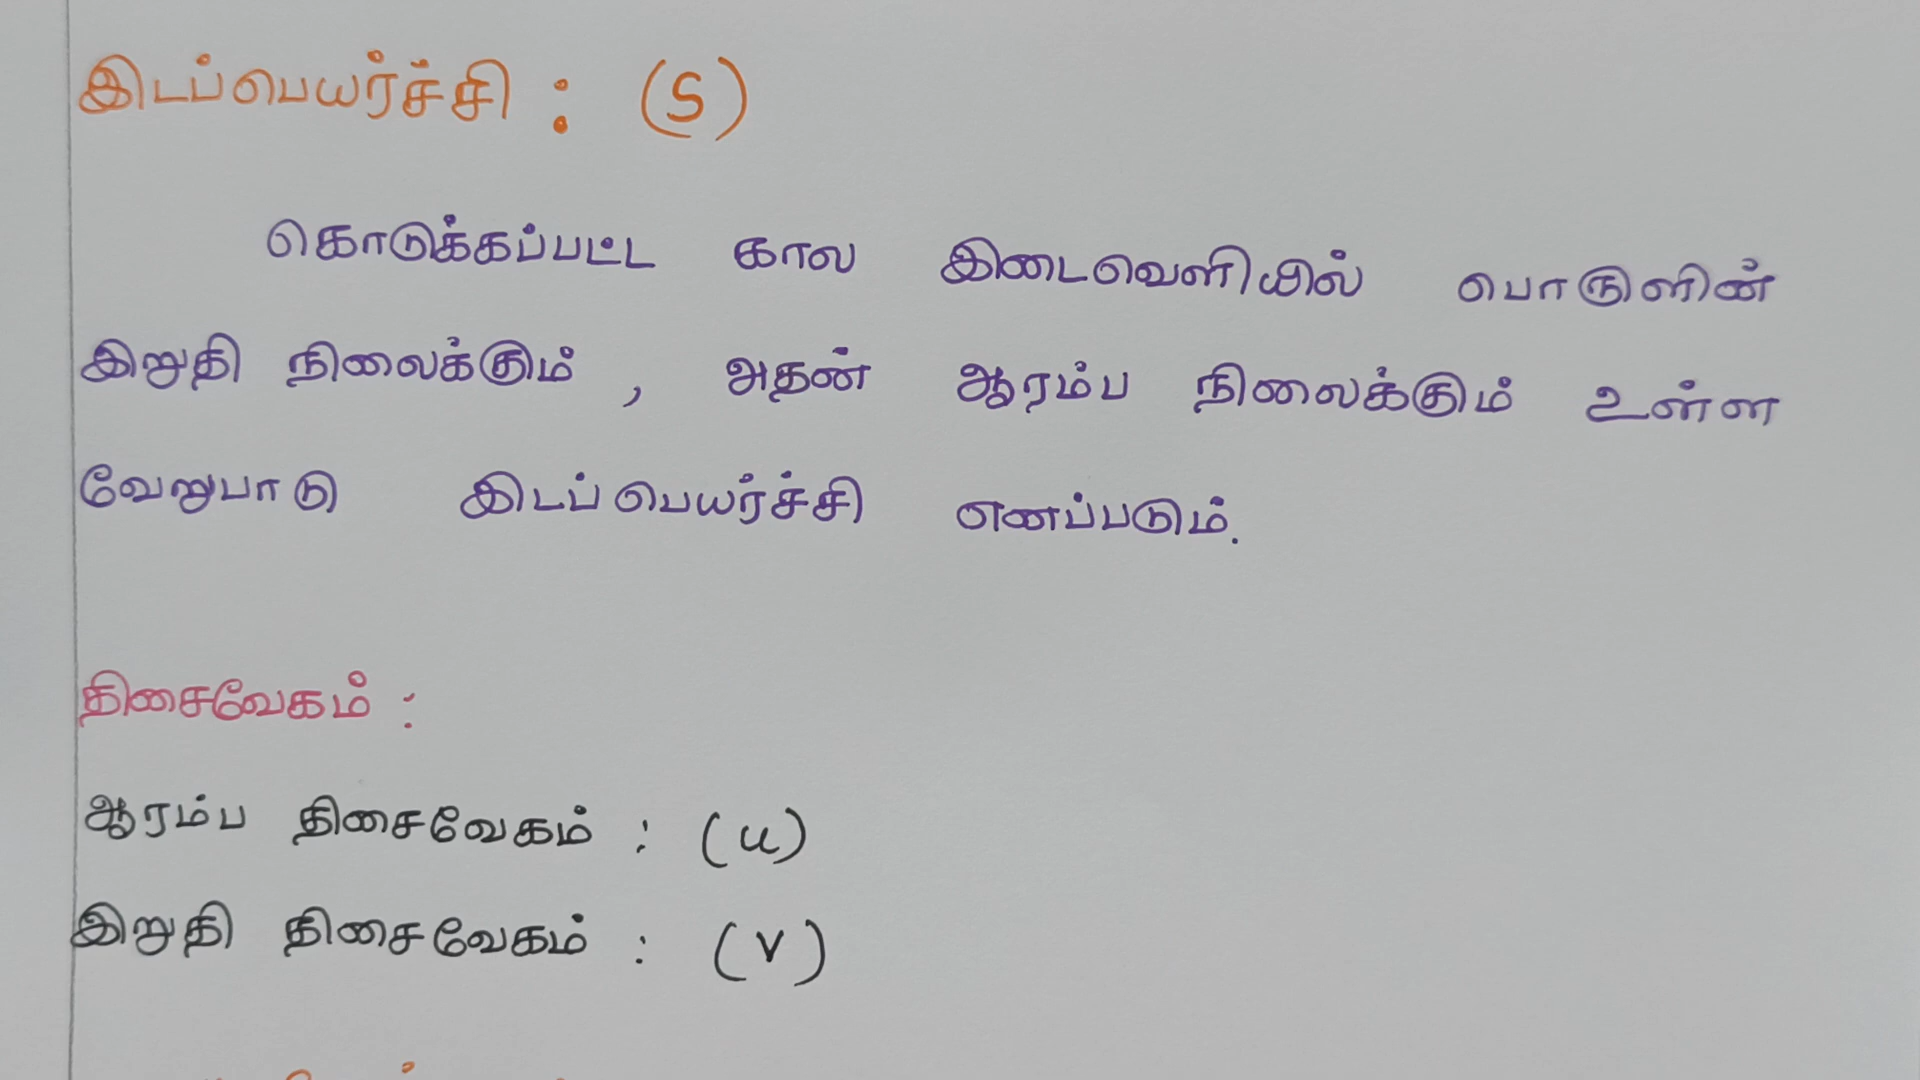 இடப்பெயர்ச்சி : (S)
கொடுக்கப்பட்ட கால இடைவெளியில் பொருளின்
இறுதி நிலைக்கும் , அதன் ஆரம்ப நிலைக்கும் உள்ள
வேறுபாடு இடப்பெயர்ச்சி எனப்படும்.
திசைவேகம் :
ஆரம்ப திசைவேகம் : (u)
இறுதி திசைவேகம் : (v)